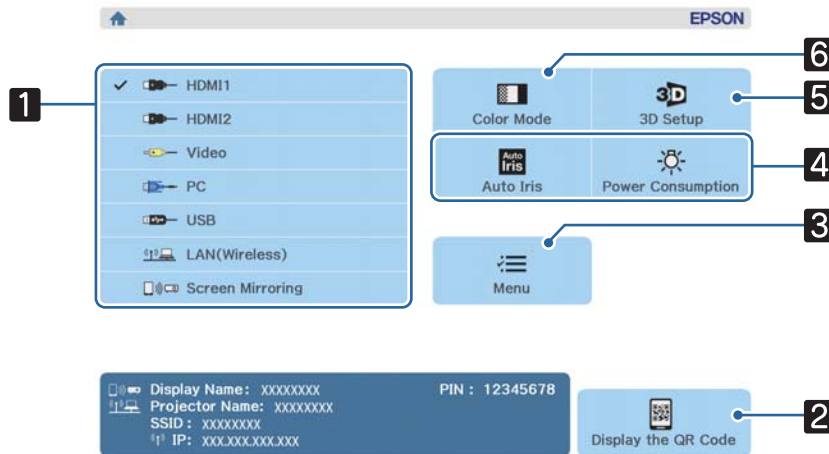 EPSON
1
HDMI1
HDMI2
Video
PC
USB
LAN(Wireless)
Screen Mirroring
6
Color Mode
5
3D
3D Setup
4
Auto
Iris
Auto Iris
Power Consumption
3
Menu
Display Name: XXXXXXXX
PIN : 12345678
Projector Name: XXXXXXXX
SSID : XXXXXXXX
IP: XXX.XXX.XXX.XXX
2
Display the QR Code